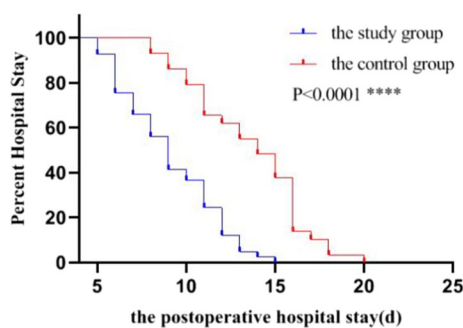 the study group
the control group
P<0.0001 ****
Percent Hospital Stay
100
80
60
40
20
0
5 10 15 20 25
the postoperative hospital stay(d)